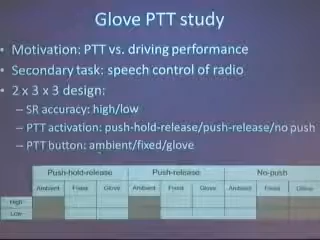 Glove PTT study
• Motivation: PTT vs. driving performance
• Secondary task: speech control of radio
• 2 x 3 x 3 design:
– SR accuracy: high/low
– PTT activation: push-hold-release/push-release/no push
– PTT button: ambient/fixed/glove
Push-hold-release Push-release No-push
Ambient Fixed Glove Ambient Fixed Glove Ambient Fixed Glove
High
Low